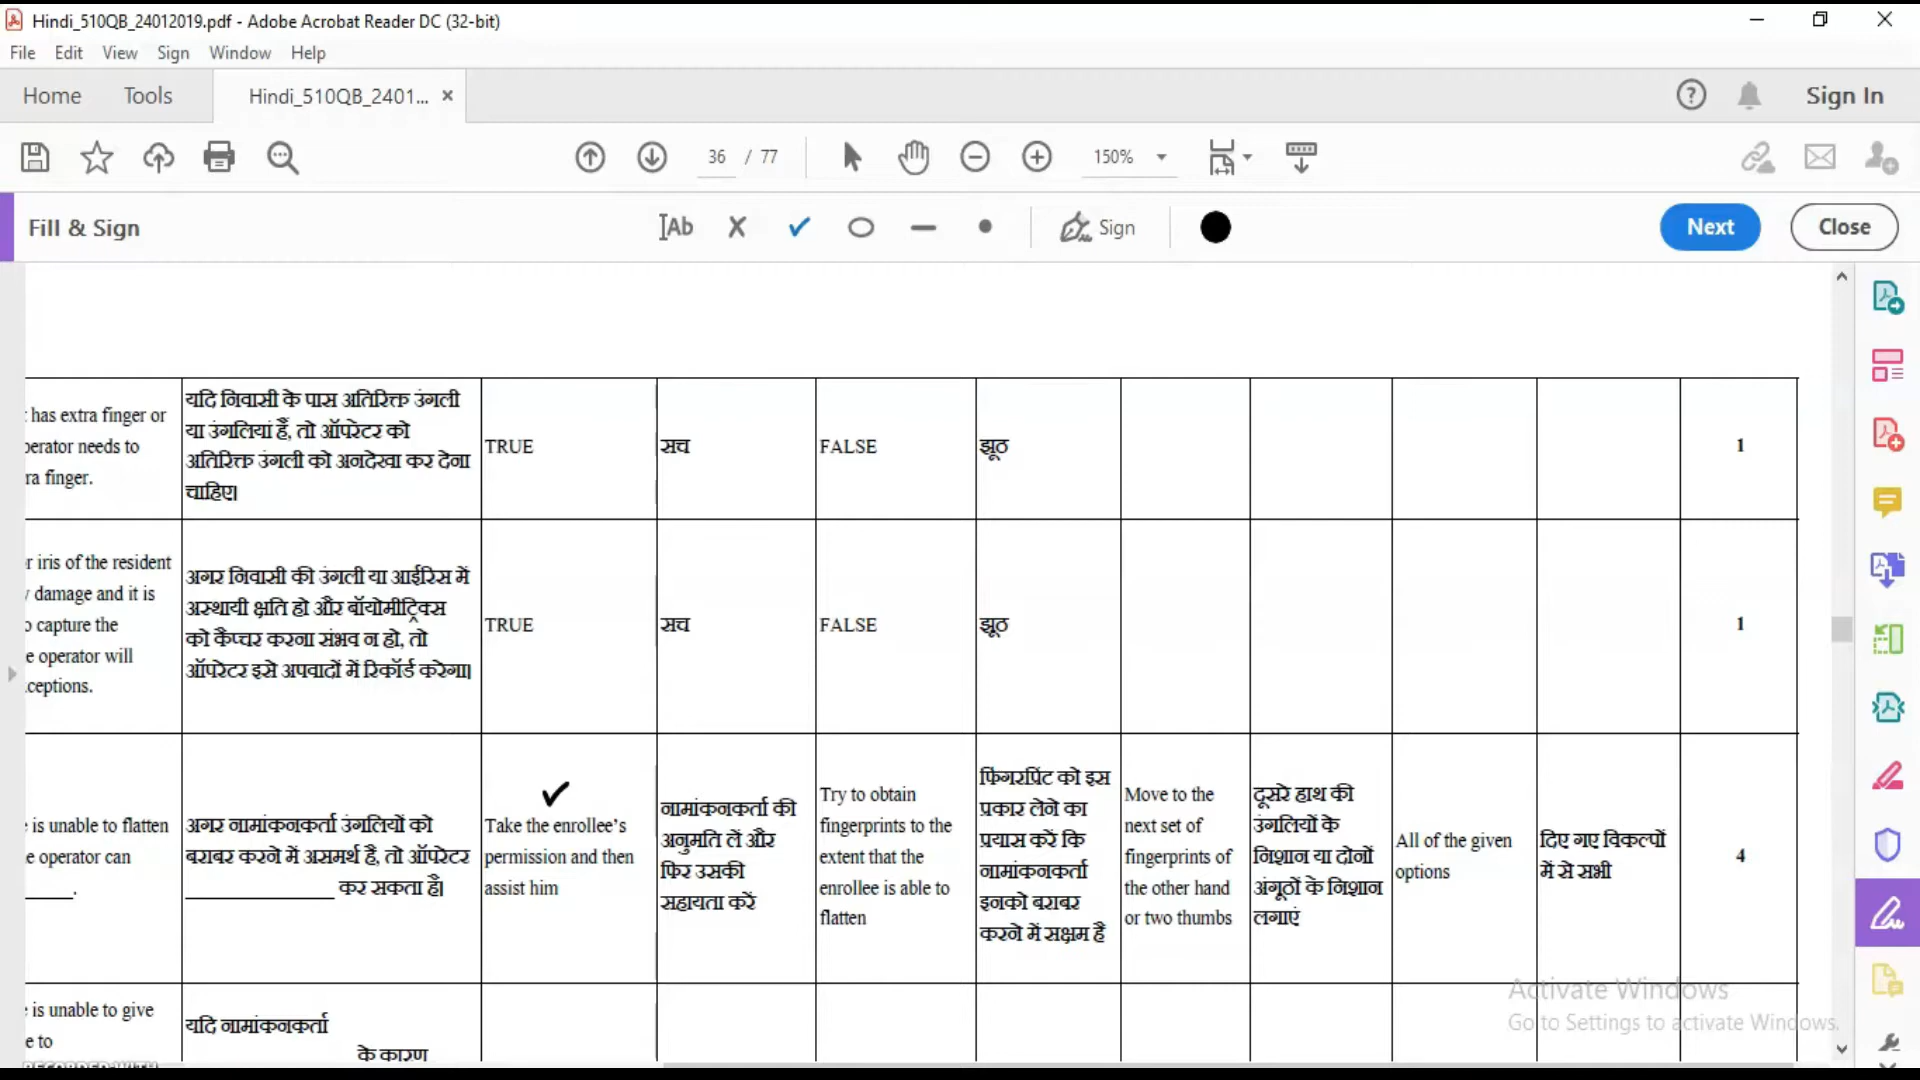 Hindi_510QB_24012019.pdf - Adobe Acrobat Reader DC (32-bit)
File Edit View Sign Window Help
Home Tools Hindi_510QB_2401... × Sign In
36 / 77 150%
Fill & Sign Ab Sign Next Close
has extra finger or
perator needs to
ra finger.
यदि निवासी के पास अतिरिक्त उंगली
या उंगलियां हैं, तो ऑपरेटर को
अतिरिक्त उंगली को अनदेखा कर देना
चाहिए।
TRUE
सच
FALSE
झूठ
1
r iris of the resident
y damage and it is
o capture the
e operator will
ceptions.
अगर निवासी की उंगली या आईरिस में
अस्थायी क्षति हो और बॉयोमीट्रिक्स
को कैप्चर करना संभव न हो, तो
ऑपरेटर इसे अपवादों में रिकॉर्ड करेगा।
TRUE
सच
FALSE
झूठ
1
is unable to flatten
e operator can
_____.
अगर नामांकनकर्ता उंगलियों को
बराबर करने में असमर्थ है, तो ऑपरेटर
_______________ कर सकता है।
Take the enrollee’s
permission and then
assist him
नामांकनकर्ता की
अनुमति लें और
फिर उसकी
सहायता करें
Try to obtain
fingerprints to the
extent that the
enrollee is able to
flatten
फिंगरप्रिंट को इस
प्रकार लेने का
प्रयास करें कि
नामांकनकर्ता
इनको बराबर
करने में सक्षम है
Move to the
next set of
fingerprints of
the other hand
or two thumbs
दूसरे हाथ की
उंगलियों के
निशान या दोनों
अंगूठों के निशान
लगाएं
All of the given
options
दिए गए विकल्पों
में से सभी
4
is unable to give
e to
यदि नामांकनकर्ता
के कारण
Activate Windows
Go to Settings to activate Windows.
RECORDED WITH